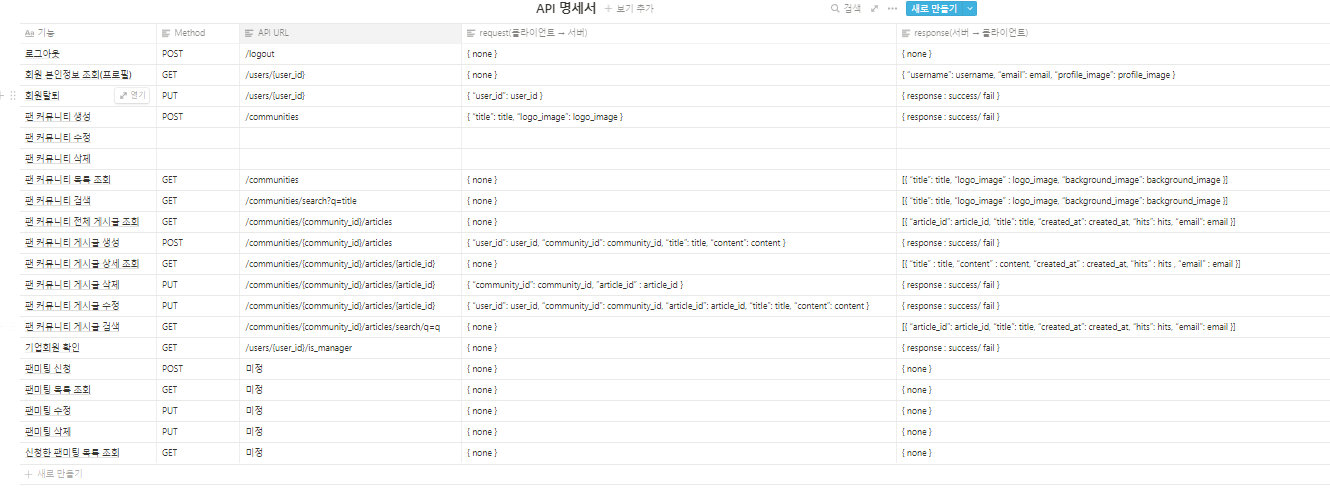 API 명세서 + 보기 추가 검색 새로 만들기
기능 Method API URL request(클라이언트 → 서버) response(서버 → 클라이언트)
로그아웃 POST /logout { none } { none }
회원 본인정보 조회(프로필) GET /users/{user_id} { none } { "username": username, "email": email, "profile_image": profile_image }
회원탈퇴 열기 PUT /users/{user_id} { "user_id": user_id } { response : success/ fail }
팬 커뮤니티 생성 POST /communities { "title": title, "logo_image": logo_image } { response : success/ fail }
팬 커뮤니티 수정
팬 커뮤니티 삭제
팬 커뮤니티 목록 조회 GET /communities { none } [{ "title": title, "logo_image" : logo_image, "background_image": background_image }]
팬 커뮤니티 검색 GET /communities/search?q=title { none } [{ "title": title, "logo_image" : logo_image, "background_image": background_image }]
팬 커뮤니티 전체 게시글 조회 GET /communities/{community_id}/articles { none } [{ "article_id": article_id, "title": title, "created_at": created_at, "hits": hits, "email": email }]
팬 커뮤니티 게시글 생성 POST /communities/{community_id}/articles { "user_id": user_id, "community_id": community_id, "title": title, "content": content } { response : success/ fail }
팬 커뮤니티 게시글 상세 조회 GET /communities/{community_id}/articles/{article_id} { none } [{ "title" : title, "content" : content, "created_at" : created_at, "hits" : hits , "email" : email }]
팬 커뮤니티 게시글 삭제 PUT /communities/{community_id}/articles/{article_id} { "community_id": community_id, "article_id" : article_id } { response : success/ fail }
팬 커뮤니티 게시글 수정 PUT /communities/{community_id}/articles/{article_id} { "user_id": user_id, "community_id": community_id, "article_id": article_id, "title": title, "content": content } { response : success/ fail }
팬 커뮤니티 게시글 검색 GET /communities/{community_id}/articles/search/q=q { none } [{ "article_id": article_id, "title": title, "created_at": created_at, "hits": hits, "email": email }]
기업회원 확인 GET /users/{user_id}/is_manager { none } { response : success/ fail }
팬미팅 신청 POST 미정 { none } { none }
팬미팅 목록 조회 GET 미정 { none } { none }
팬미팅 수정 PUT 미정 { none } { none }
팬미팅 삭제 PUT 미정 { none } { none }
신청한 팬미팅 목록 조회 GET 미정 { none } { none }
+ 새로 만들기